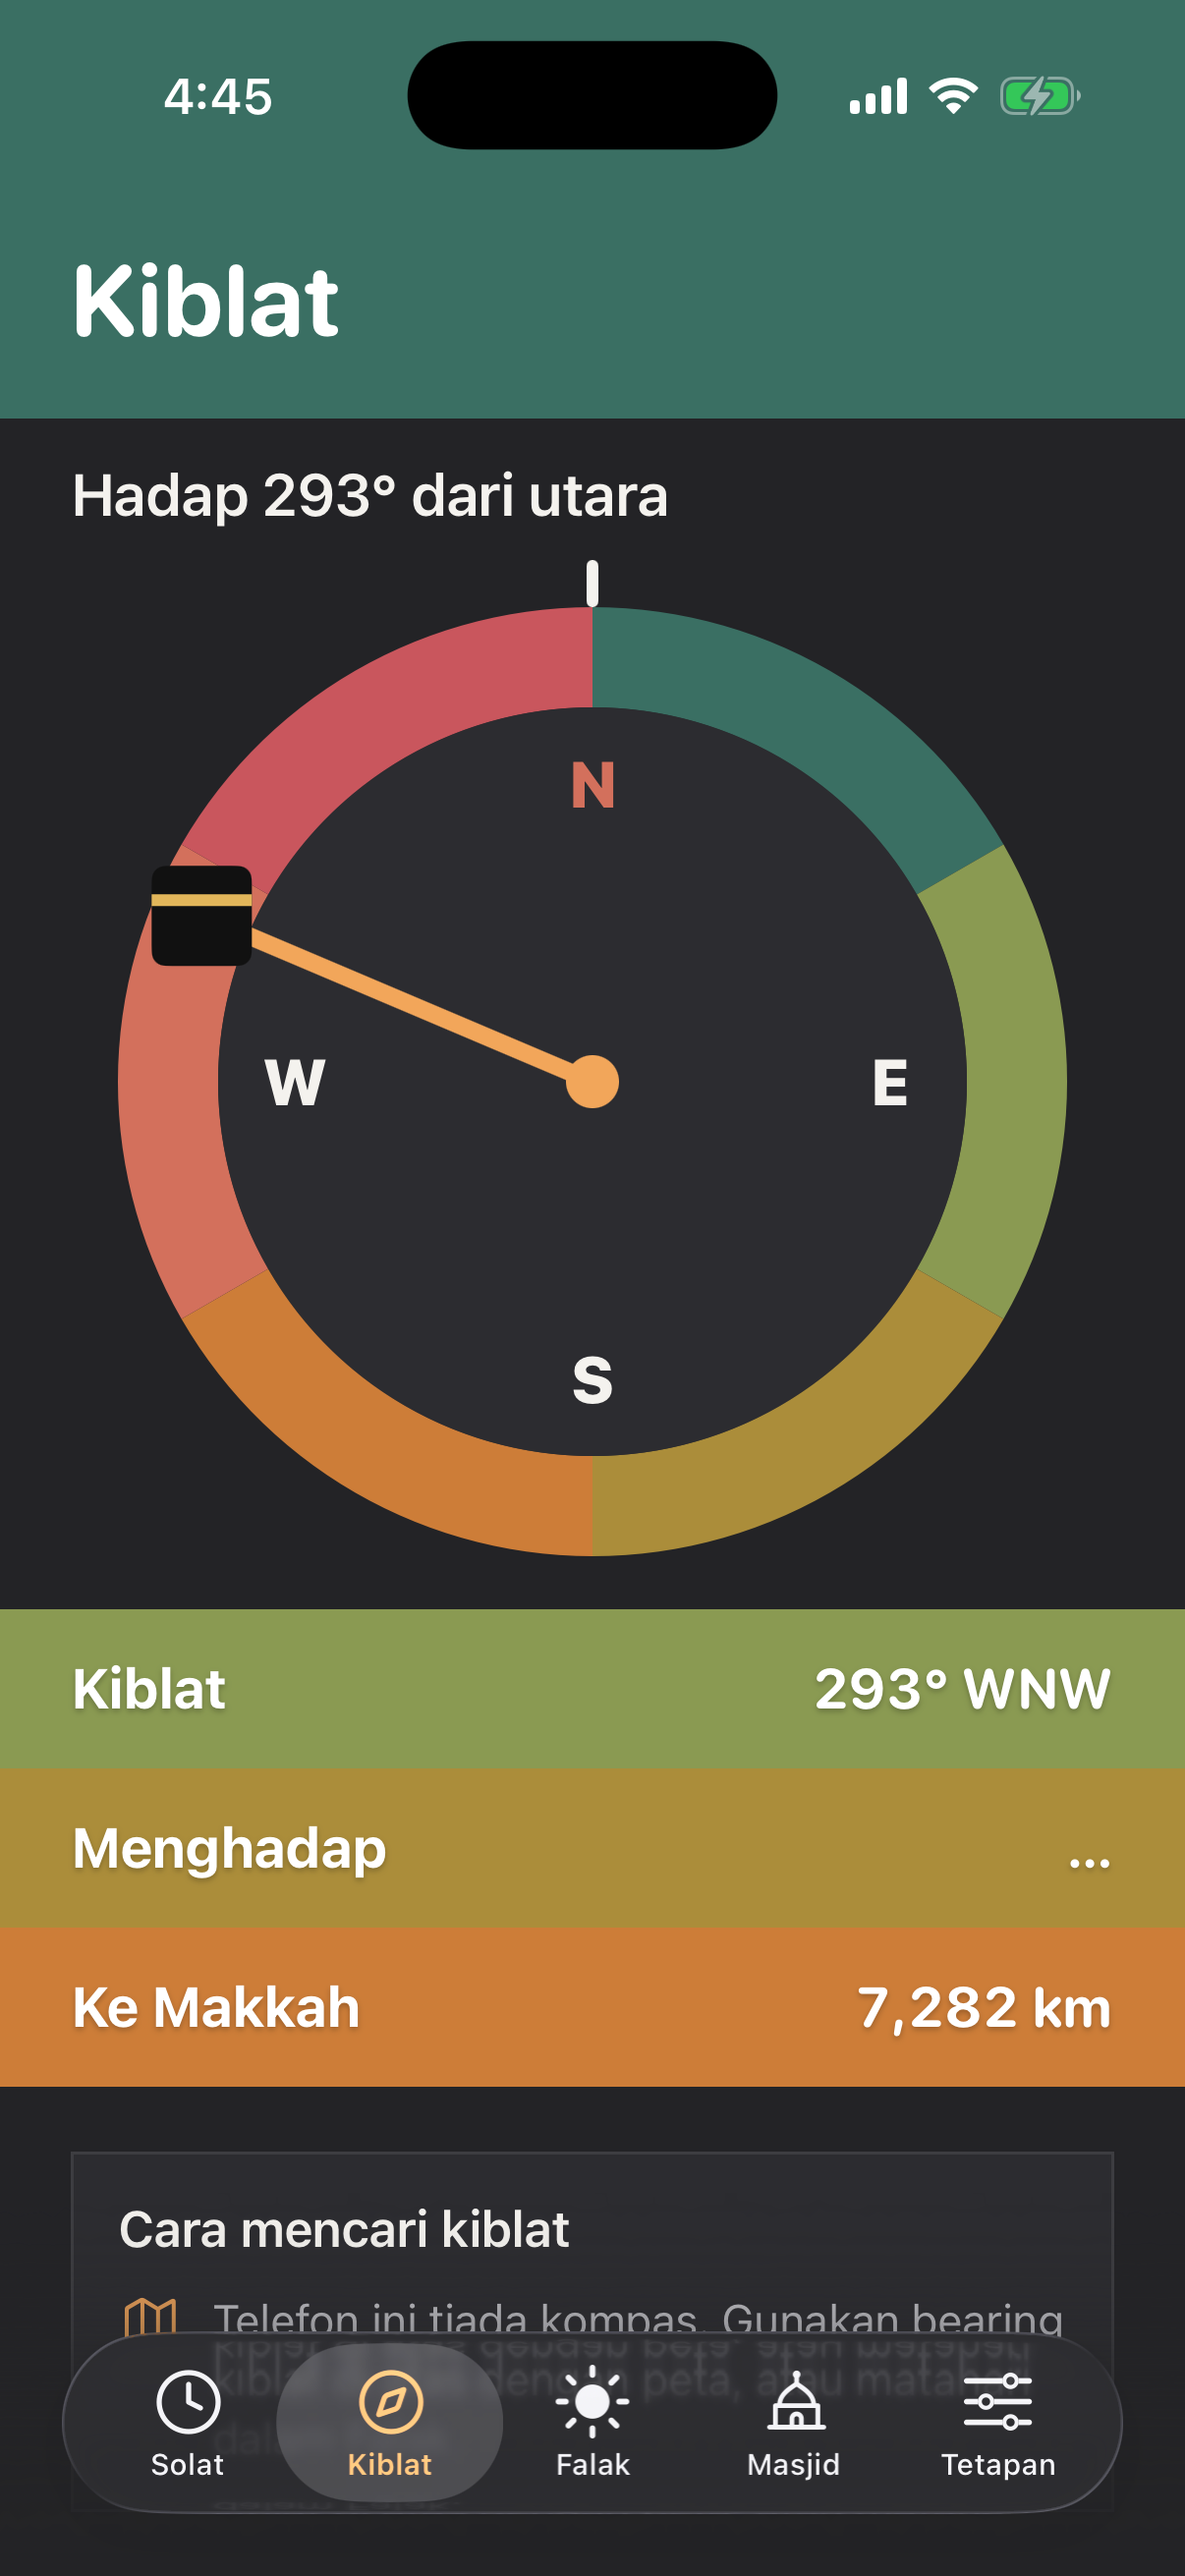 4:45
Kiblat
Hadap 293° dari utara
N
W
E
S
Kiblat 293° WNW
Menghadap ...
Ke Makkah 7,282 km
Cara mencari kiblat
Telefon ini tiada kompas. Gunakan bearing
peta,
Solat Kiblat Falak Masjid Tetapan